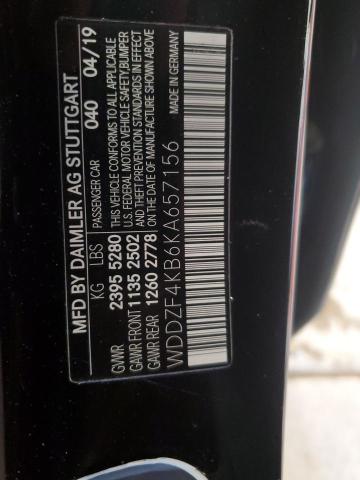 MFD BY DAIMLER AG STUTTGART
PASSENGER CAR 040 04/19
KG LBS
GVWR 2395 5280
GAWR FRONT 1135 2502
GAWR REAR 1260 2778
THIS VEHICLE CONFORMS TO ALL APPLICABLE
U.S. FEDERAL MOTOR VEHICLE SAFETY, BUMPER
AND THEFT PREVENTION STANDARDS IN EFFECT
ON THE DATE OF MANUFACTURE SHOWN ABOVE
WDDZF4KB6KA657156
MADE IN GERMANY